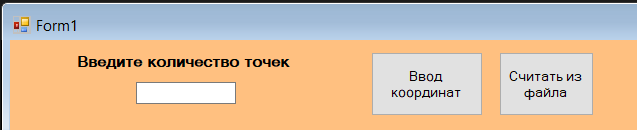 Form1
Введите количество точек
Ввод
координат
Считать из
файла